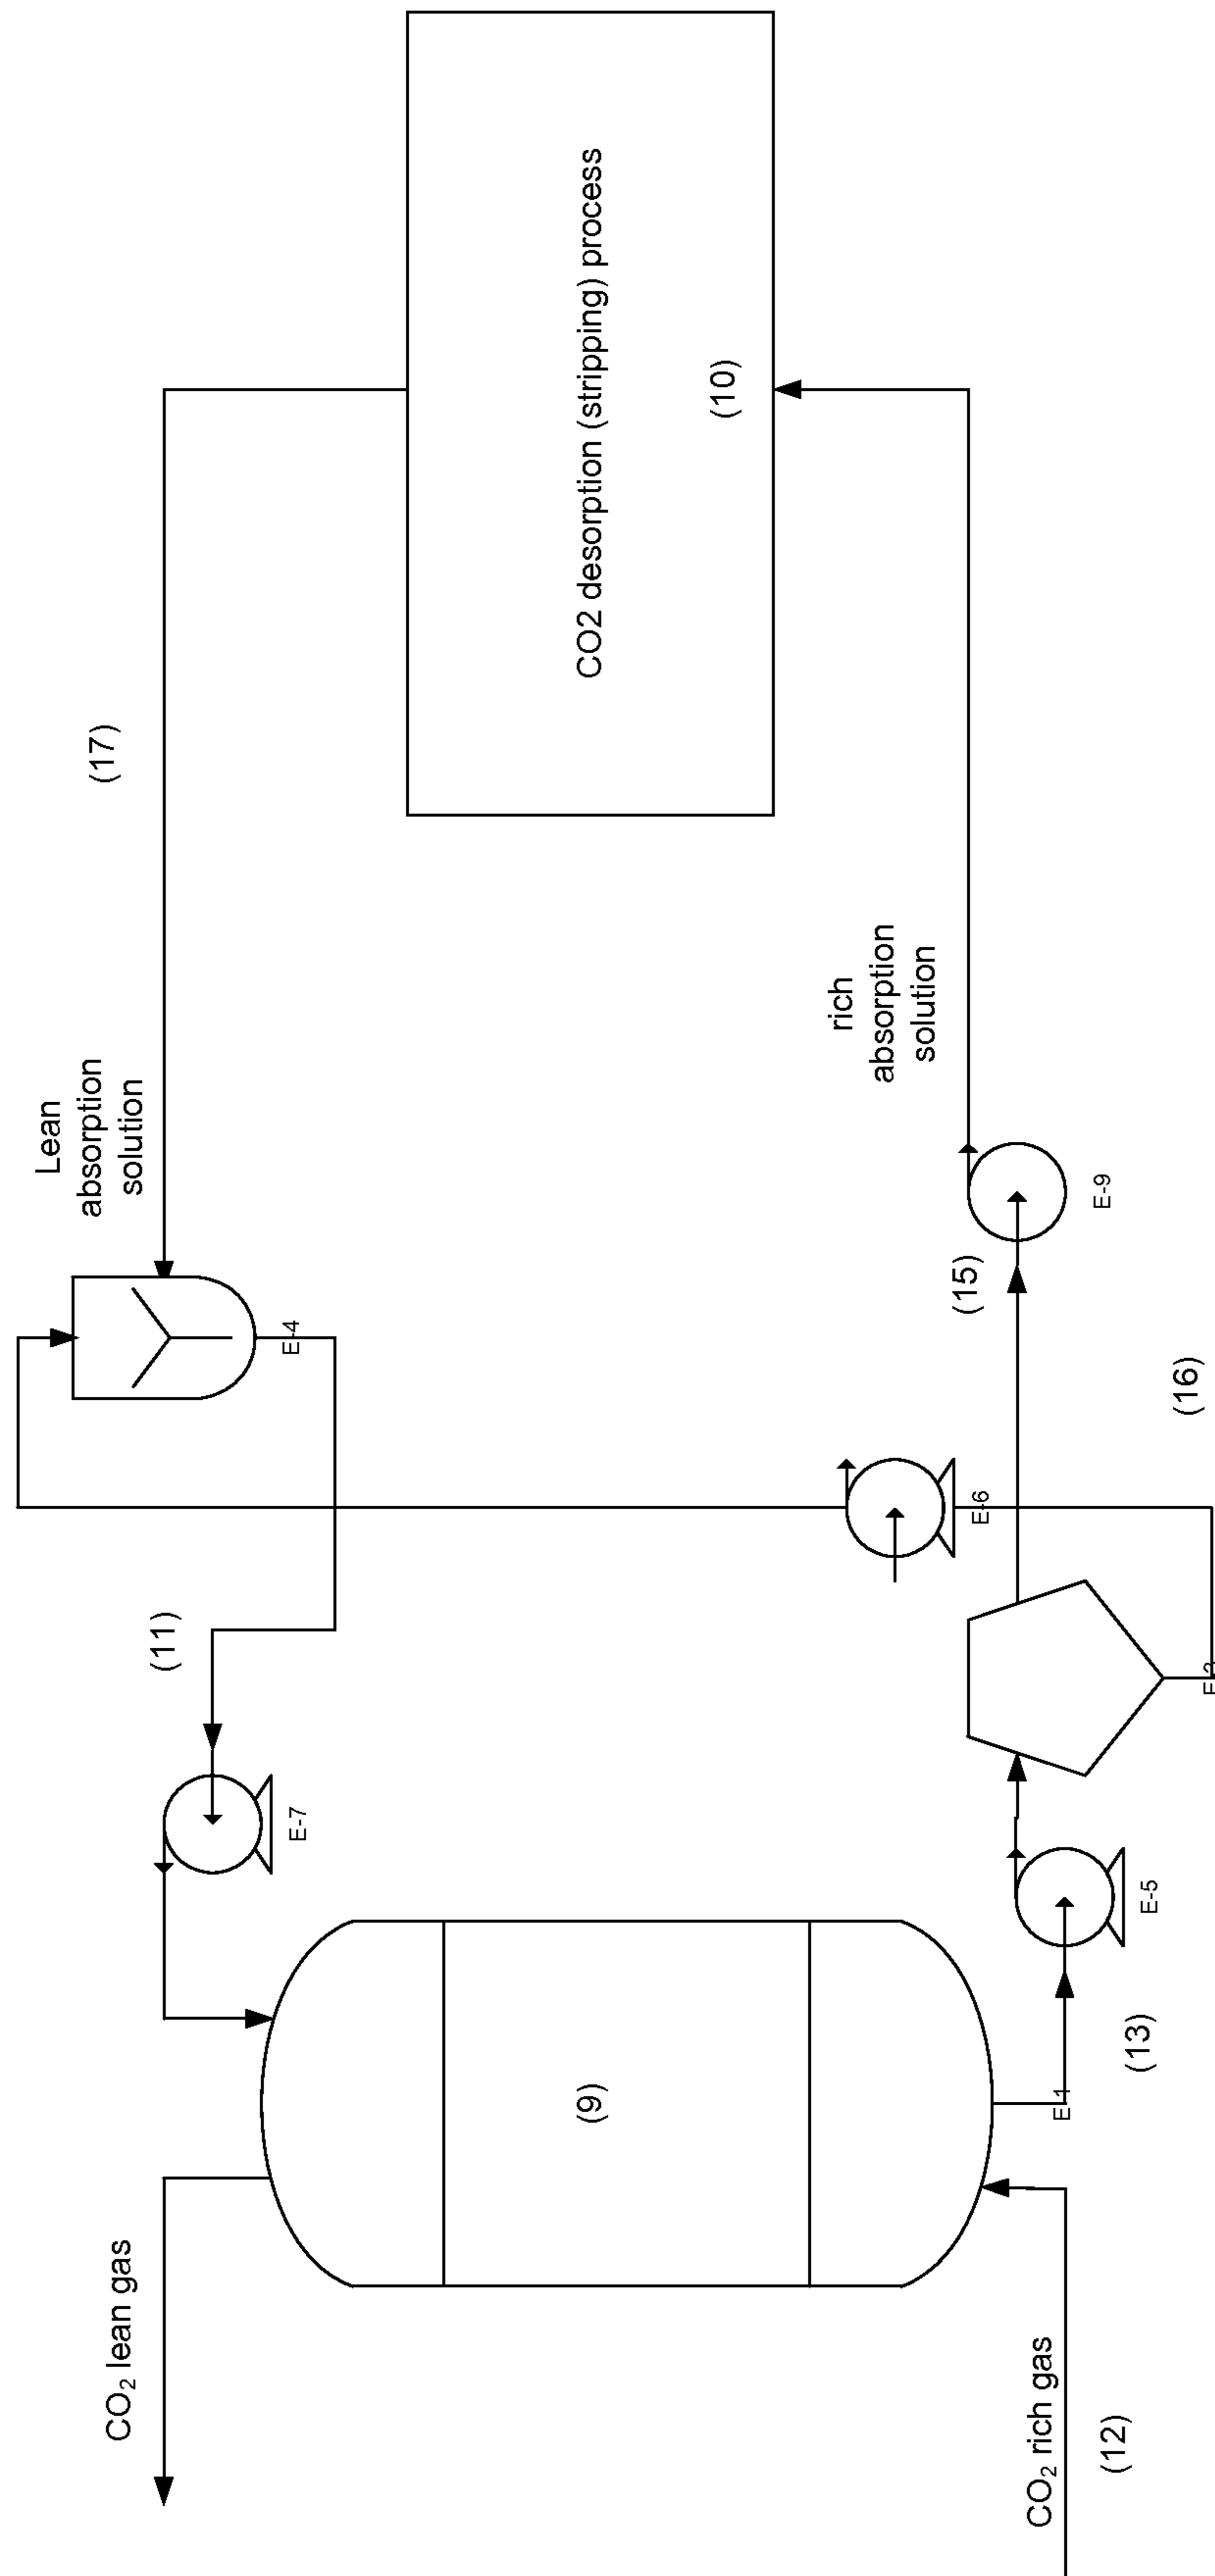 CO2 desorption (stripping) process
(10)
(17)
Lean
absorption
solution
rich
absorption
solution
E-4
E-9
(15)
(16)
E-6
(11)
E-7
E-5
(13)
(9)
E-1
CO₂ lean gas
CO₂ rich gas
(12)